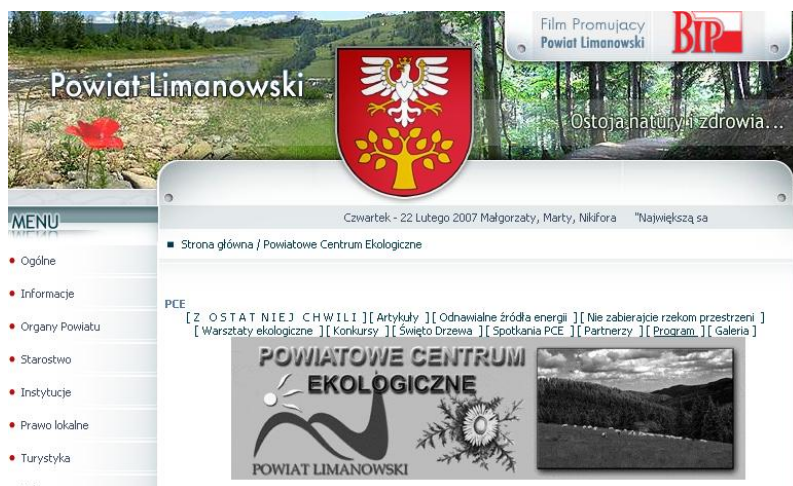 Film Promujacy
Powiat Limanowski
BIP
Powiat Limanowski
Ostoja natury i zdrowia...
MENU
Czwartek - 22 Lutego 2007 Małgorzaty, Marty, Nikifora "Największą sa
Strona główna / Powiatowe Centrum Ekologiczne
Ogólne
Informacje
Organy Powiatu
Starostwo
Instytucje
Prawo lokalne
Turystyka
PCE
[ Z OSTATNIEJ CHWILI ] [ Artykuły ] [ Odnawialne źródła energii ] [ Nie zabierajcie rzekom przestrzeni ]
[ Warsztaty ekologiczne ] [ Konkursy ] [ Święto Drzewa ] [ Spotkania PCE ] [ Partnerzy ] [ Program ] [ Galeria ]
POWIATOWE CENTRUM
EKOLOGICZNE
POWIAT LIMANOWSKI